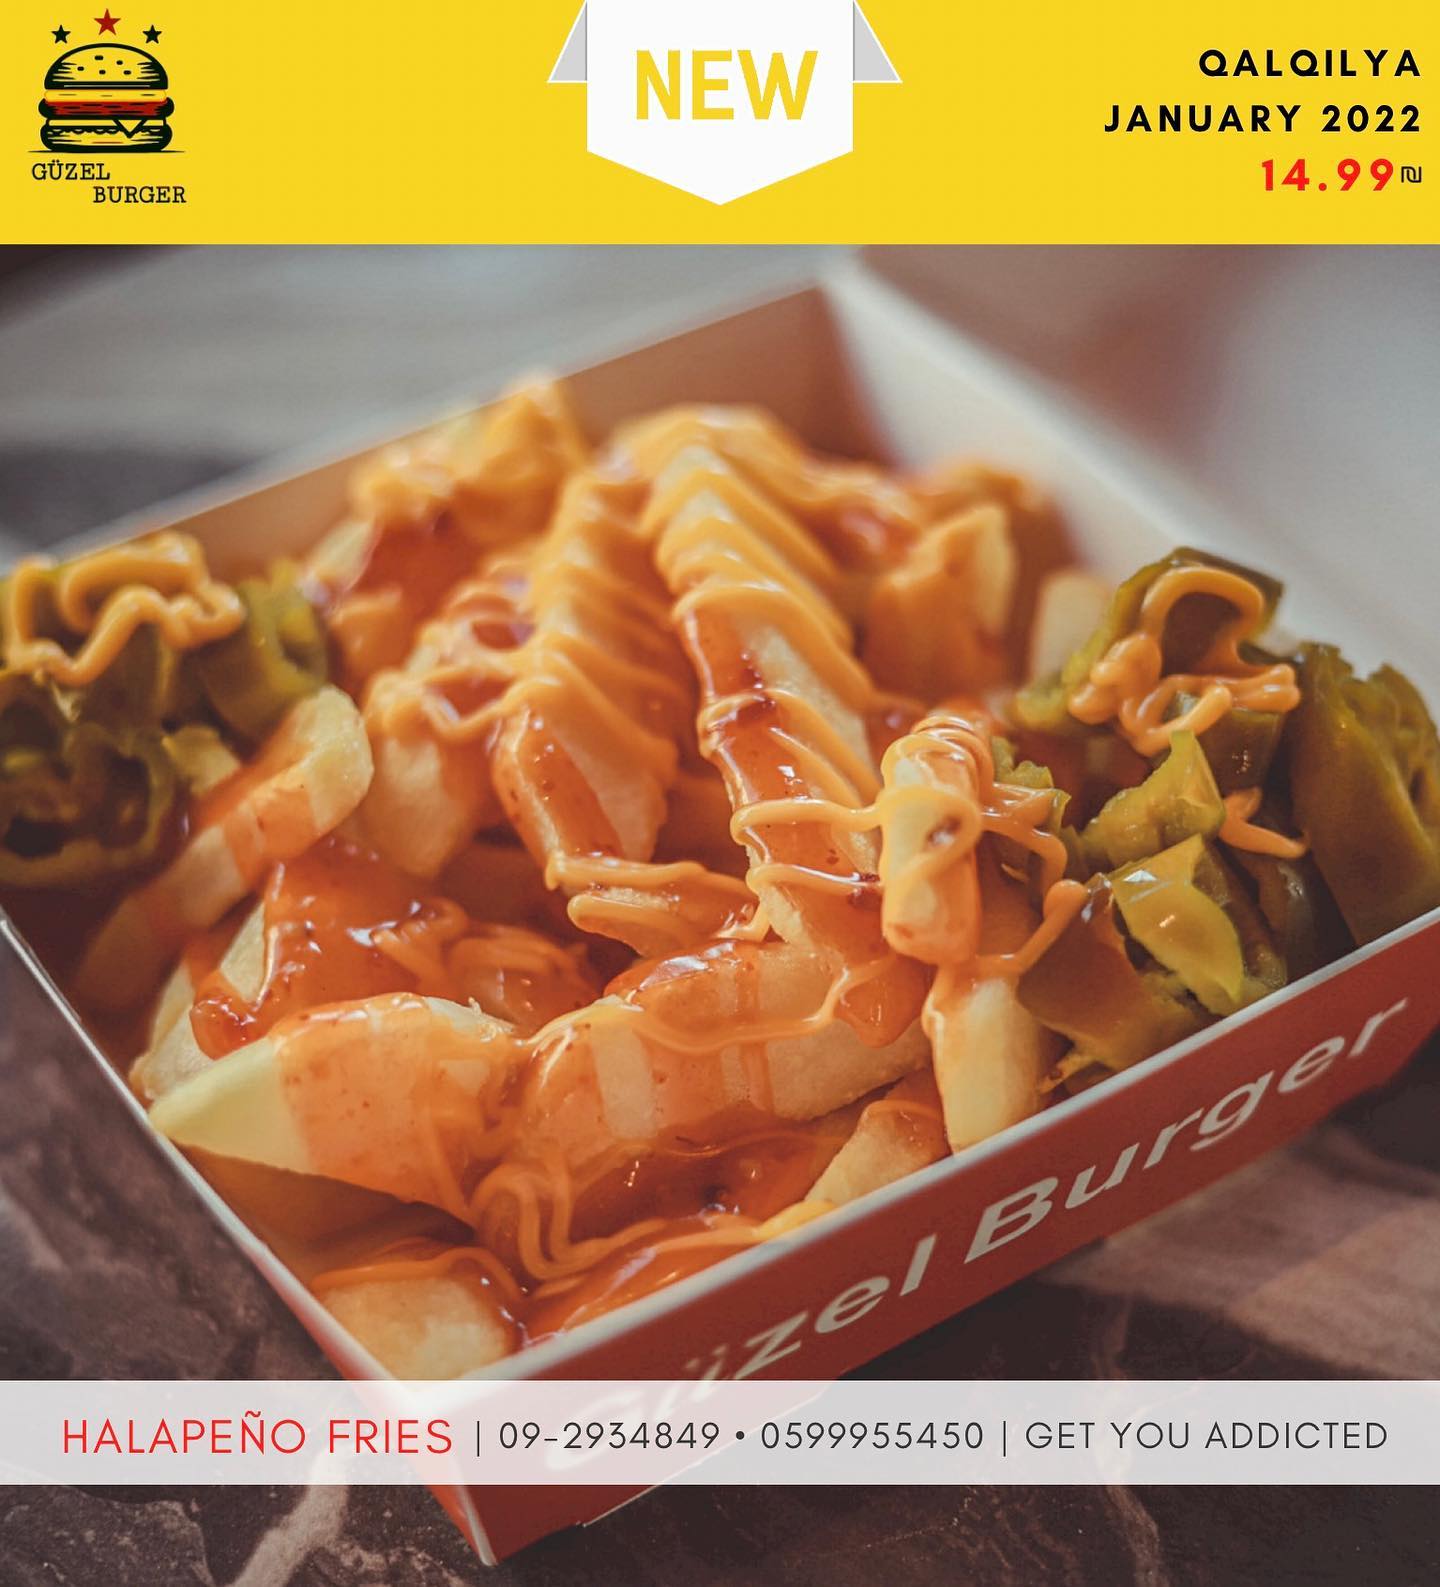 GÜZEL
BURGER
NEW
QALQILYA
JANUARY 2022
14.99₪
Güzel Burger
HALAPEÑO FRIES | 09-2934849 • 0599955450 | GET YOU ADDICTED